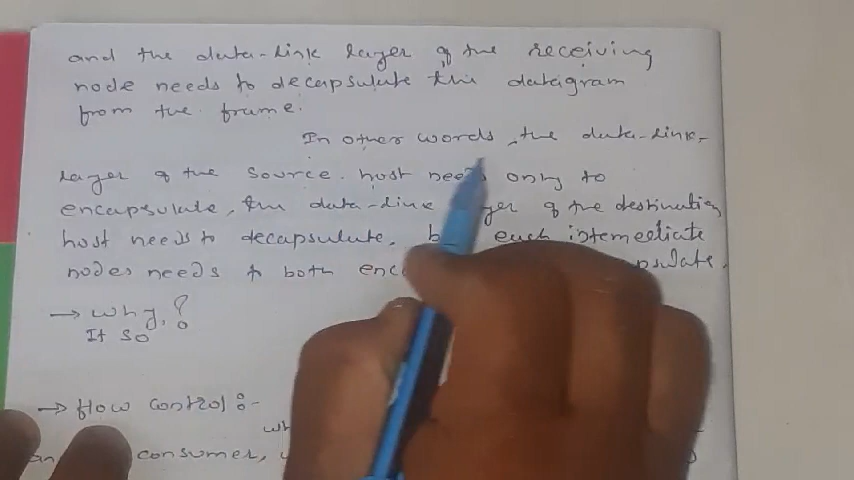 and the data-link layer of the receiving
node needs to decapsulate this datagram
from the frame.
In other words, the data-link-
layer of the source. host needs only to
encapsulate, the data-link layer of the destination
host needs to decapsulate, each intemediate
nodes needs to both
→ why?
It so
→ flow control :-
consumer,